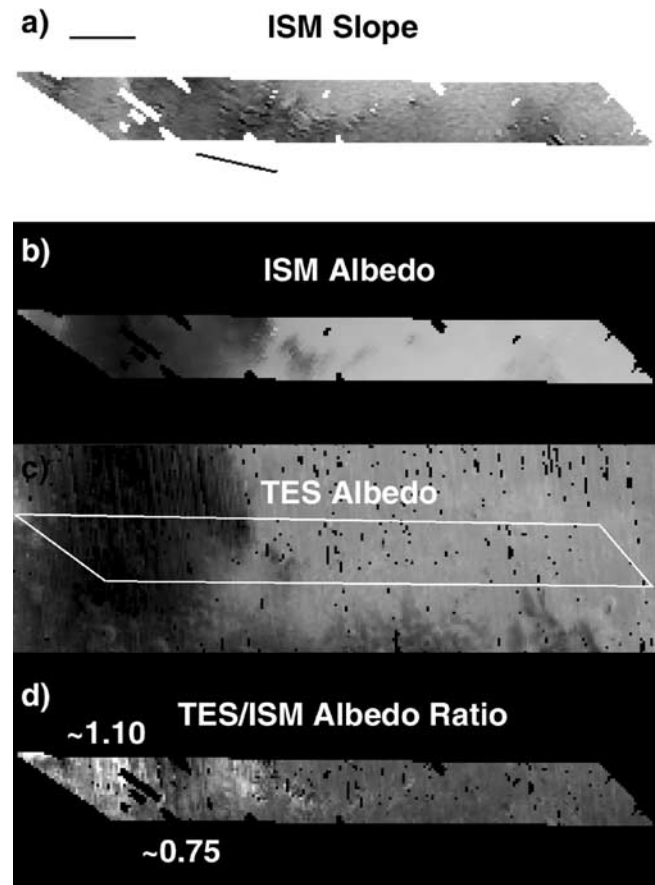 a)
ISM Slope
b)
ISM Albedo
c)
TES Albedo
d)
TES/ISM Albedo Ratio
~1.10
~0.75